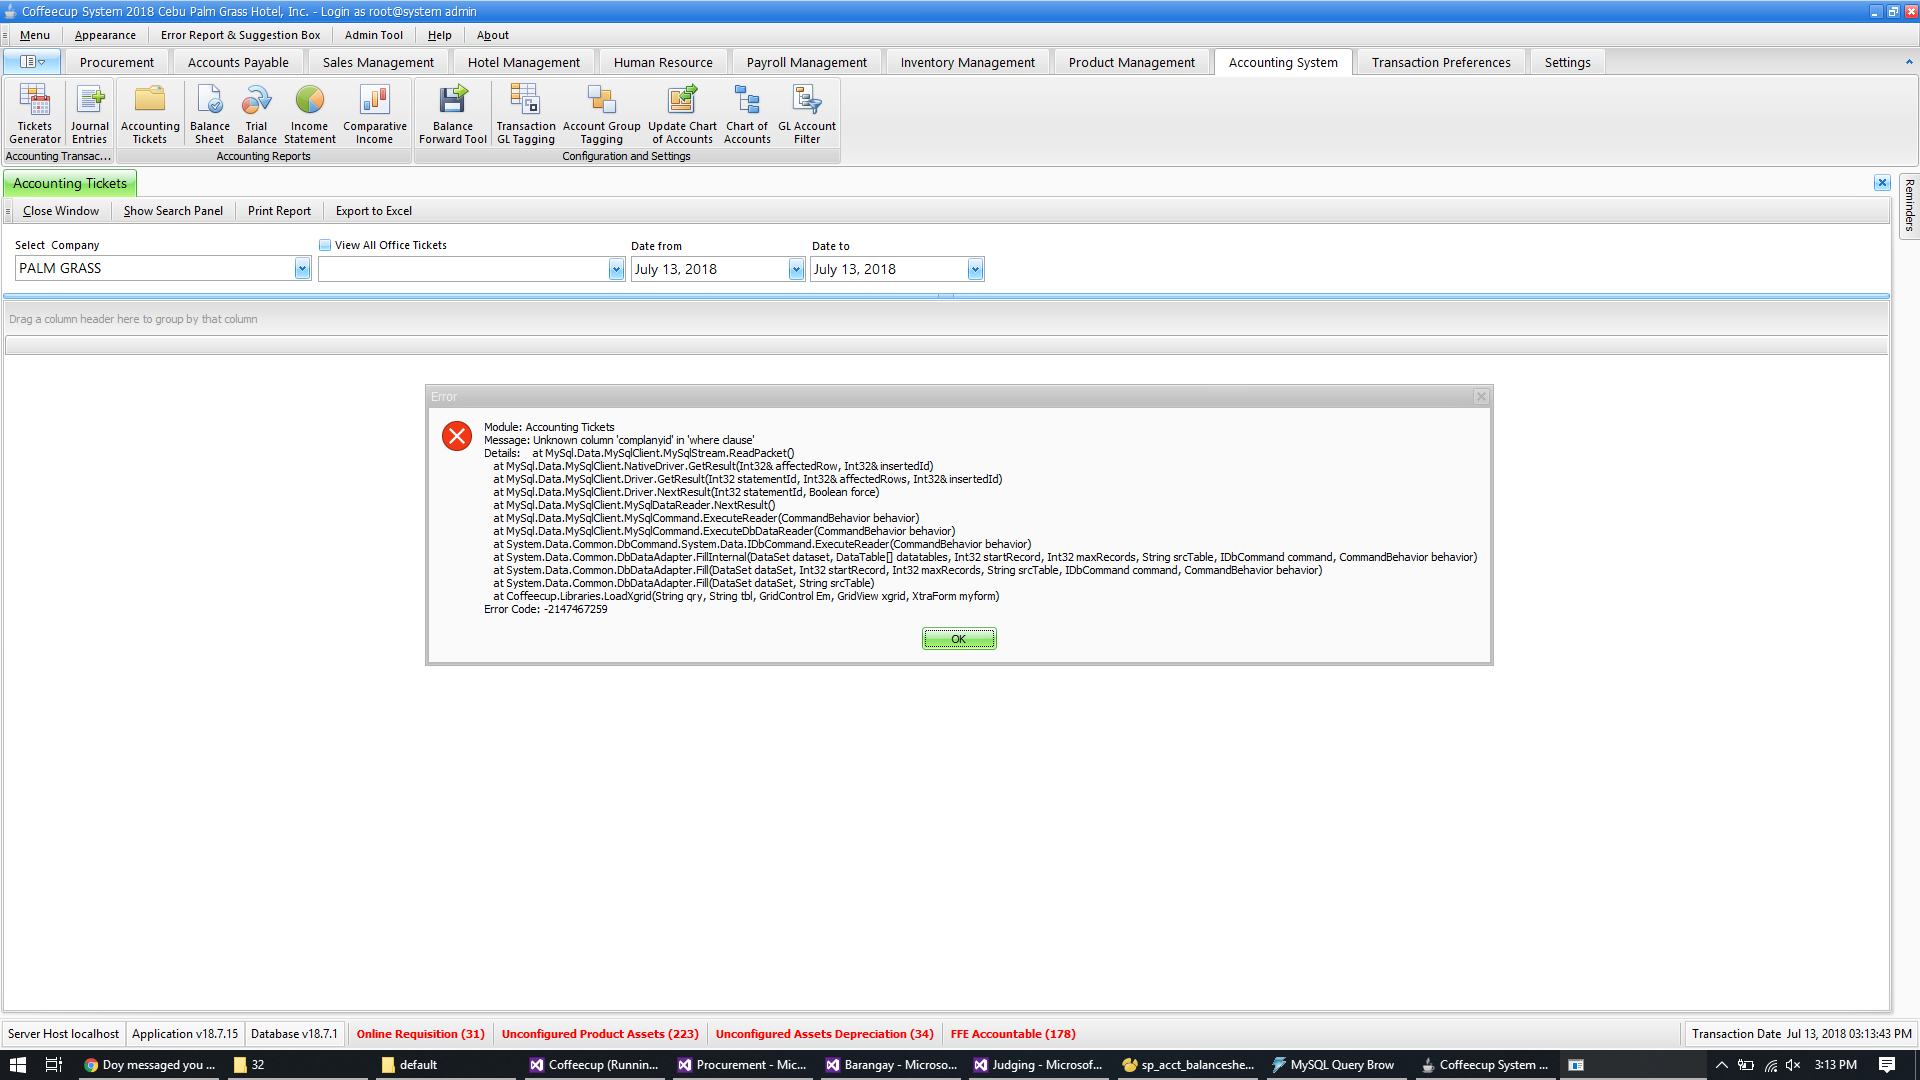 Coffeecup System 2018 Cebu Palm Grass Hotel, Inc. - Login as root@system admin
Menu Appearance Error Report & Suggestion Box Admin Tool Help About
Procurement Accounts Payable Sales Management Hotel Management Human Resource Payroll Management Inventory Management Product Management Accounting System Transaction Preferences Settings
Tickets Journal Accounting Balance Trial Income Comparative Balance Transaction Account Group Update Chart Chart of GL Account
Generator Entries Tickets Sheet Balance Statement Income Forward Tool GL Tagging Tagging of Accounts Accounts Filter
Accounting Transac... Accounting Reports Configuration and Settings
Accounting Tickets
Reminders
Close Window Show Search Panel Print Report Export to Excel
Select Company View All Office Tickets Date from Date to
PALM GRASS July 13, 2018 July 13, 2018
Drag a column header here to group by that column
Error
Module: Accounting Tickets
Message: Unknown column 'complanyid' in 'where clause'
Details: at MySql.Data.MySqlClient.MySqlStream.ReadPacket()
at MySql.Data.MySqlClient.NativeDriver.GetResult(Int32& affectedRow, Int32& insertedId)
at MySql.Data.MySqlClient.Driver.GetResult(Int32 statementId, Int32& affectedRows, Int32& insertedId)
at MySql.Data.MySqlClient.Driver.NextResult(Int32 statementId, Boolean force)
at MySql.Data.MySqlClient.MySqlDataReader.NextResult()
at MySql.Data.MySqlClient.MySqlCommand.ExecuteReader(CommandBehavior behavior)
at MySql.Data.MySqlClient.MySqlCommand.ExecuteDbDataReader(CommandBehavior behavior)
at System.Data.Common.DbCommand.System.Data.IDbCommand.ExecuteReader(CommandBehavior behavior)
at System.Data.Common.DbDataAdapter.FillInternal(DataSet dataset, DataTable[] datatables, Int32 startRecord, Int32 maxRecords, String srcTable, IDbCommand command, CommandBehavior behavior)
at System.Data.Common.DbDataAdapter.Fill(DataSet dataSet, Int32 startRecord, Int32 maxRecords, String srcTable, IDbCommand command, CommandBehavior behavior)
at System.Data.Common.DbDataAdapter.Fill(DataSet dataSet, String srcTable)
at Coffeecup.Libraries.LoadXgrid(String qry, String tbl, GridControl Em, GridView xgrid, XtraForm myform)
Error Code: -2147467259
OK
Server Host localhost Application v18.7.15 Database v18.7.1 Online Requisition (31) Unconfigured Product Assets (223) Unconfigured Assets Depreciation (34) FFE Accountable (178) Transaction Date Jul 13, 2018 03:13:43 PM
Doy messaged you ... 32 default Coffeecup (Runnin... Procurement - Mic... Barangay - Microso... Judging - Microsof... sp_acct_balanceshe... MySQL Query Brow Coffeecup System ... 3:13 PM